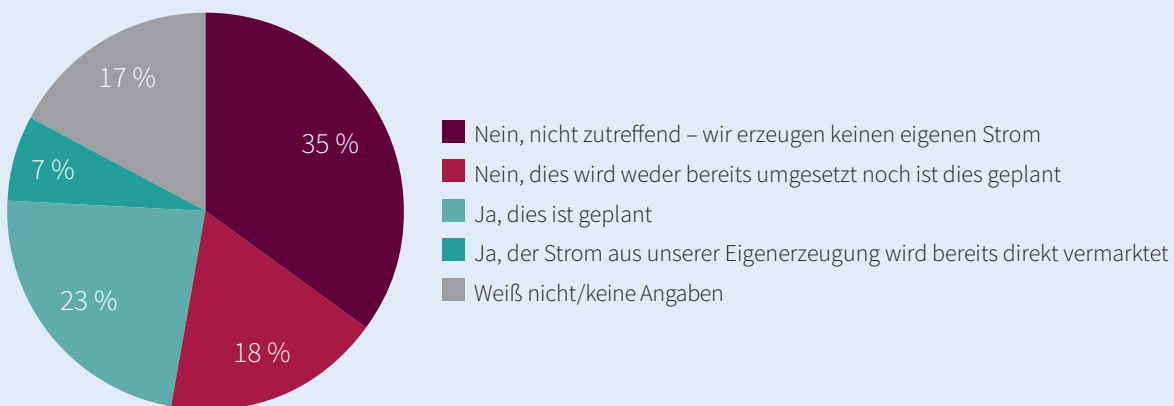 17 %
35 %
7 %
23 %
18 %
Nein, nicht zutreffend – wir erzeugen keinen eigenen Strom
Nein, dies wird weder bereits umgesetzt noch ist dies geplant
Ja, dies ist geplant
Ja, der Strom aus unserer Eigenerzeugung wird bereits direkt vermarktet
Weiß nicht/keine Angaben